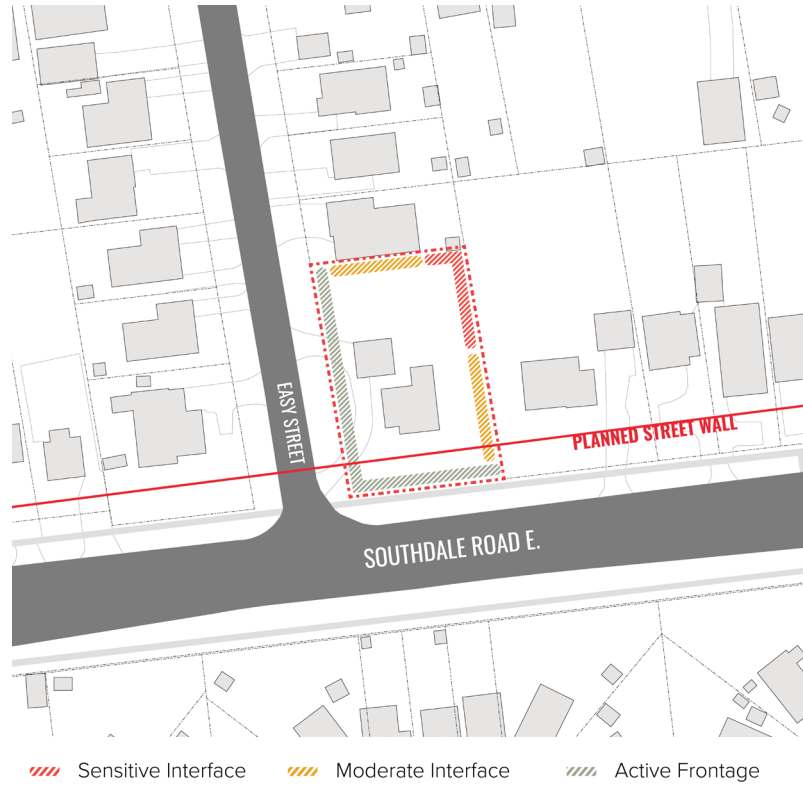 EASY STREET
PLANNED STREET WALL
SOUTHDALE ROAD E.
Sensitive Interface
Moderate Interface
Active Frontage